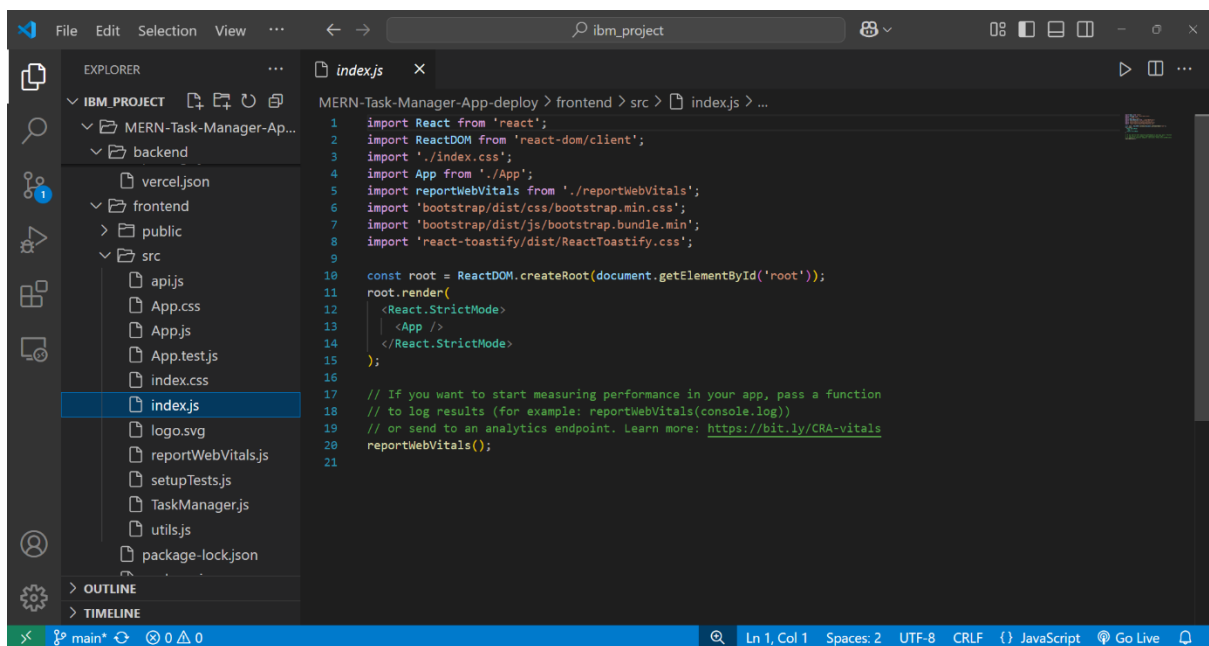 File Edit Selection View ··· ibm_project
EXPLORER ···
IBM_PROJECT
MERN-Task-Manager-Ap...
backend
vercel.json
frontend
public
src
api.js
App.css
App.js
App.test.js
index.css
index.js
logo.svg
reportWebVitals.js
setupTests.js
TaskManager.js
utils.js
package-lock.json
OUTLINE
TIMELINE
1
index.js
MERN-Task-Manager-App-deploy > frontend > src > index.js > ...
1 import React from 'react';
2 import ReactDOM from 'react-dom/client';
3 import './index.css';
4 import App from './App';
5 import reportWebVitals from './reportWebVitals';
6 import 'bootstrap/dist/css/bootstrap.min.css';
7 import 'bootstrap/dist/js/bootstrap.bundle.min';
8 import 'react-toastify/dist/ReactToastify.css';
9
10 const root = ReactDOM.createRoot(document.getElementById('root'));
11 root.render(
12 <React.StrictMode>
13 <App />
14 </React.StrictMode>
15 );
16
17 // If you want to start measuring performance in your app, pass a function
18 // to log results (for example: reportWebVitals(console.log))
19 // or send to an analytics endpoint. Learn more: https://bit.ly/CRA-vitals
20 reportWebVitals();
21
main* 0 0 Ln 1, Col 1 Spaces: 2 UTF-8 CRLF {} JavaScript Go Live